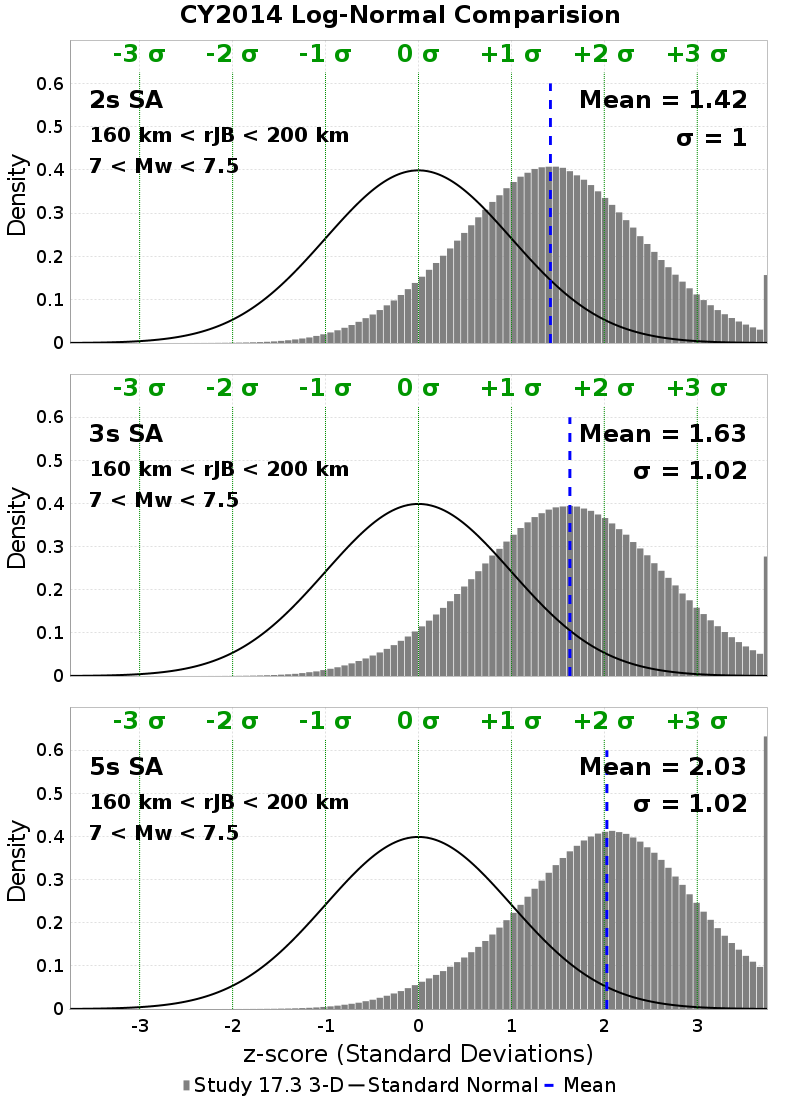 CY2014 Log-Normal Comparision
-3 σ -2 σ -1 σ 0 σ +1 σ +2 σ +3 σ
0.6
2s SA Mean = 1.42
0.5
160 km < rJB < 200 km σ = 1
7 < Mw < 7.5
0.4
0.3
0.2
0.1
0
Density
-3 σ -2 σ -1 σ 0 σ +1 σ +2 σ +3 σ
0.6
3s SA Mean = 1.63
0.5
160 km < rJB < 200 km σ = 1.02
7 < Mw < 7.5
0.4
0.3
0.2
0.1
0
Density
-3 σ -2 σ -1 σ 0 σ +1 σ +2 σ +3 σ
0.6
5s SA Mean = 2.03
0.5
160 km < rJB < 200 km σ = 1.02
7 < Mw < 7.5
0.4
0.3
0.2
0.1
0
Density
-3 -2 -1 0 1 2 3
z-score (Standard Deviations)
Study 17.3 3-D Standard Normal Mean